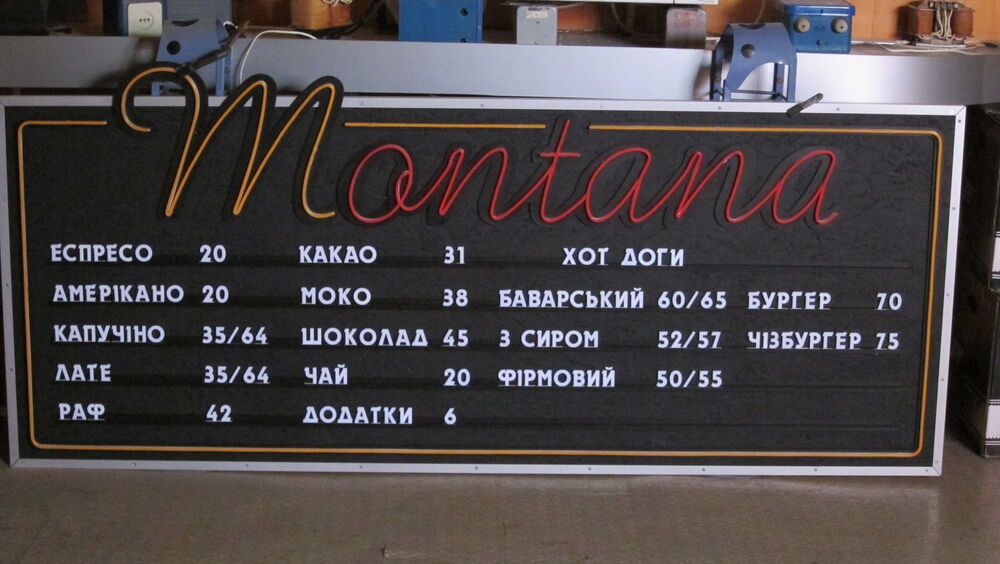 Montana
ЕСПРЕСО 20 КАКАО 31 ХОТ ДОГИ
АМЕРІКАНО 20 МОКО 38 БАВАРСЬКИЙ 60/65 БУРГЕР 70
КАПУЧІНО 35/64 ШОКОЛАД 45 З СИРОМ 52/57 ЧІЗБУРГЕР 75
ЛАТЕ 35/64 ЧАЙ 20 ФІРМОВИЙ 50/55
РАФ 42 ДОДАТКИ 6